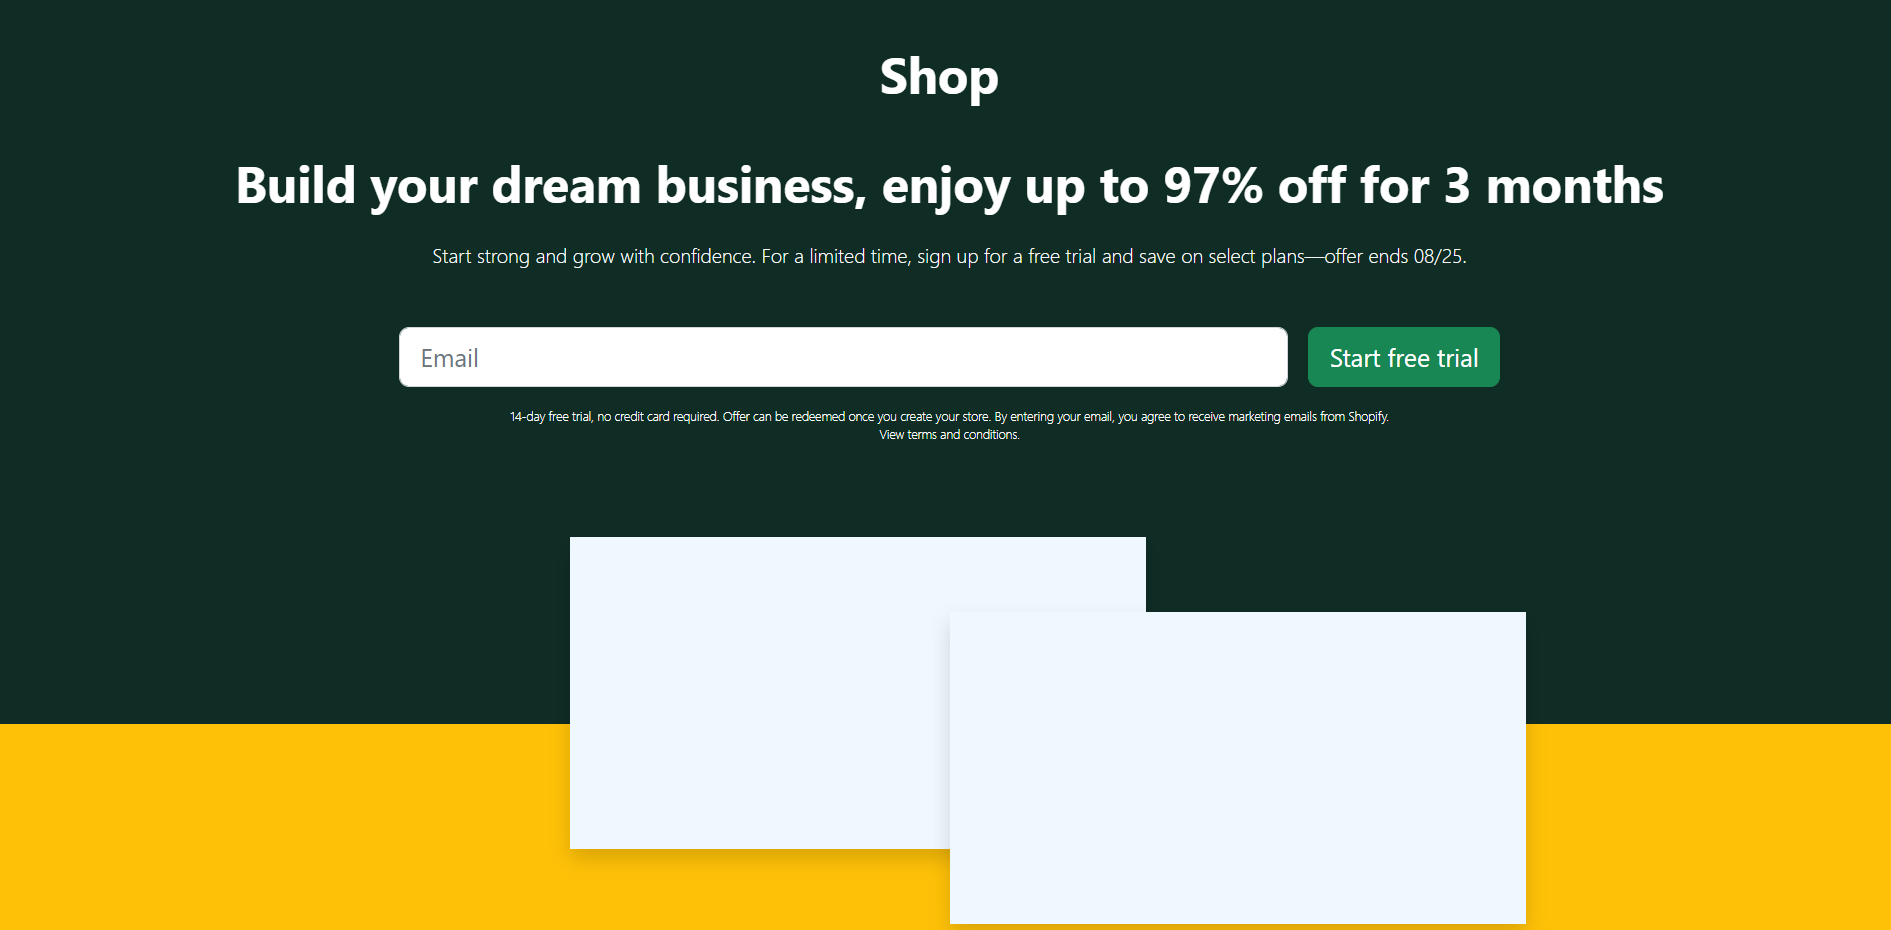 Shop
Build your dream business, enjoy up to 97% off for 3 months
Start strong and grow with confidence. For a limited time, sign up for a free trial and save on select plans—offer ends 08/25.
Email
Start free trial
14-day free trial, no credit card required. Offer can be redeemed once you create your store. By entering your email, you agree to receive marketing emails from Shopify.
View terms and conditions.